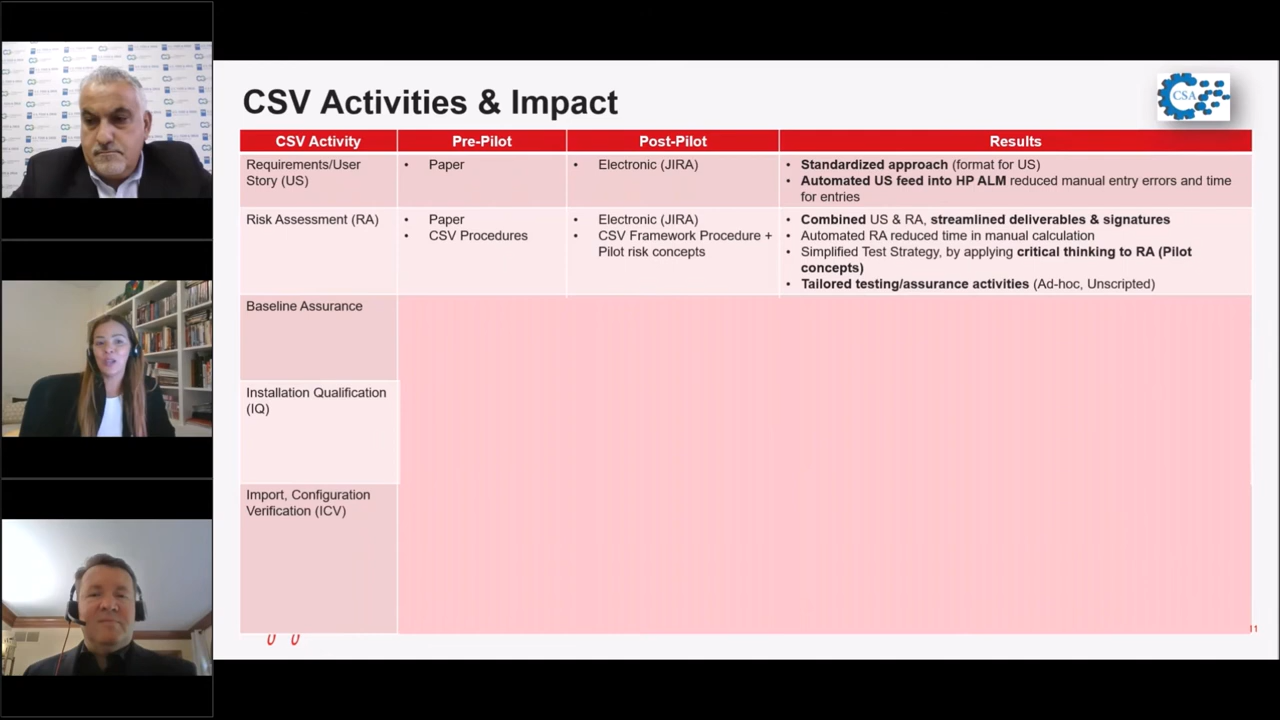 CSV Activities & Impact
CSA
CSV Activity
Pre-Pilot
Post-Pilot
Results
Requirements/User
Story (US)
• Paper
• Electronic (JIRA)
• Standardized approach (format for US)
• Automated US feed into HP ALM reduced manual entry errors and time
for entries
Risk Assessment (RA)
• Paper
• CSV Procedures
• Electronic (JIRA)
• CSV Framework Procedure +
Pilot risk concepts
• Combined US & RA, streamlined deliverables & signatures
• Automated RA reduced time in manual calculation
• Simplified Test Strategy, by applying critical thinking to RA (Pilot
concepts)
• Tailored testing/assurance activities (Ad-hoc, Unscripted)
Baseline Assurance
Installation Qualification
(IQ)
Import, Configuration
Verification (ICV)
11